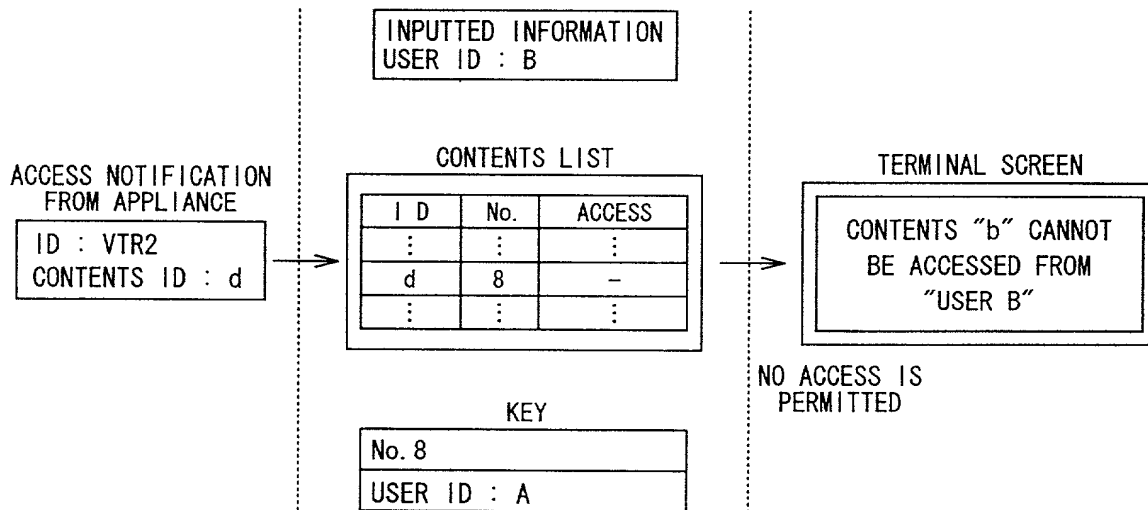 INPUTTED INFORMATION
USER ID : B
ACCESS NOTIFICATION
FROM APPLIANCE
ID : VTR2
CONTENTS ID : d
CONTENTS LIST
ID No. ACCESS
⋮ ⋮ ⋮
d 8 −
⋮ ⋮ ⋮
TERMINAL SCREEN
CONTENTS "b" CANNOT
BE ACCESSED FROM
"USER B"
NO ACCESS IS
PERMITTED
KEY
No. 8
USER ID : A